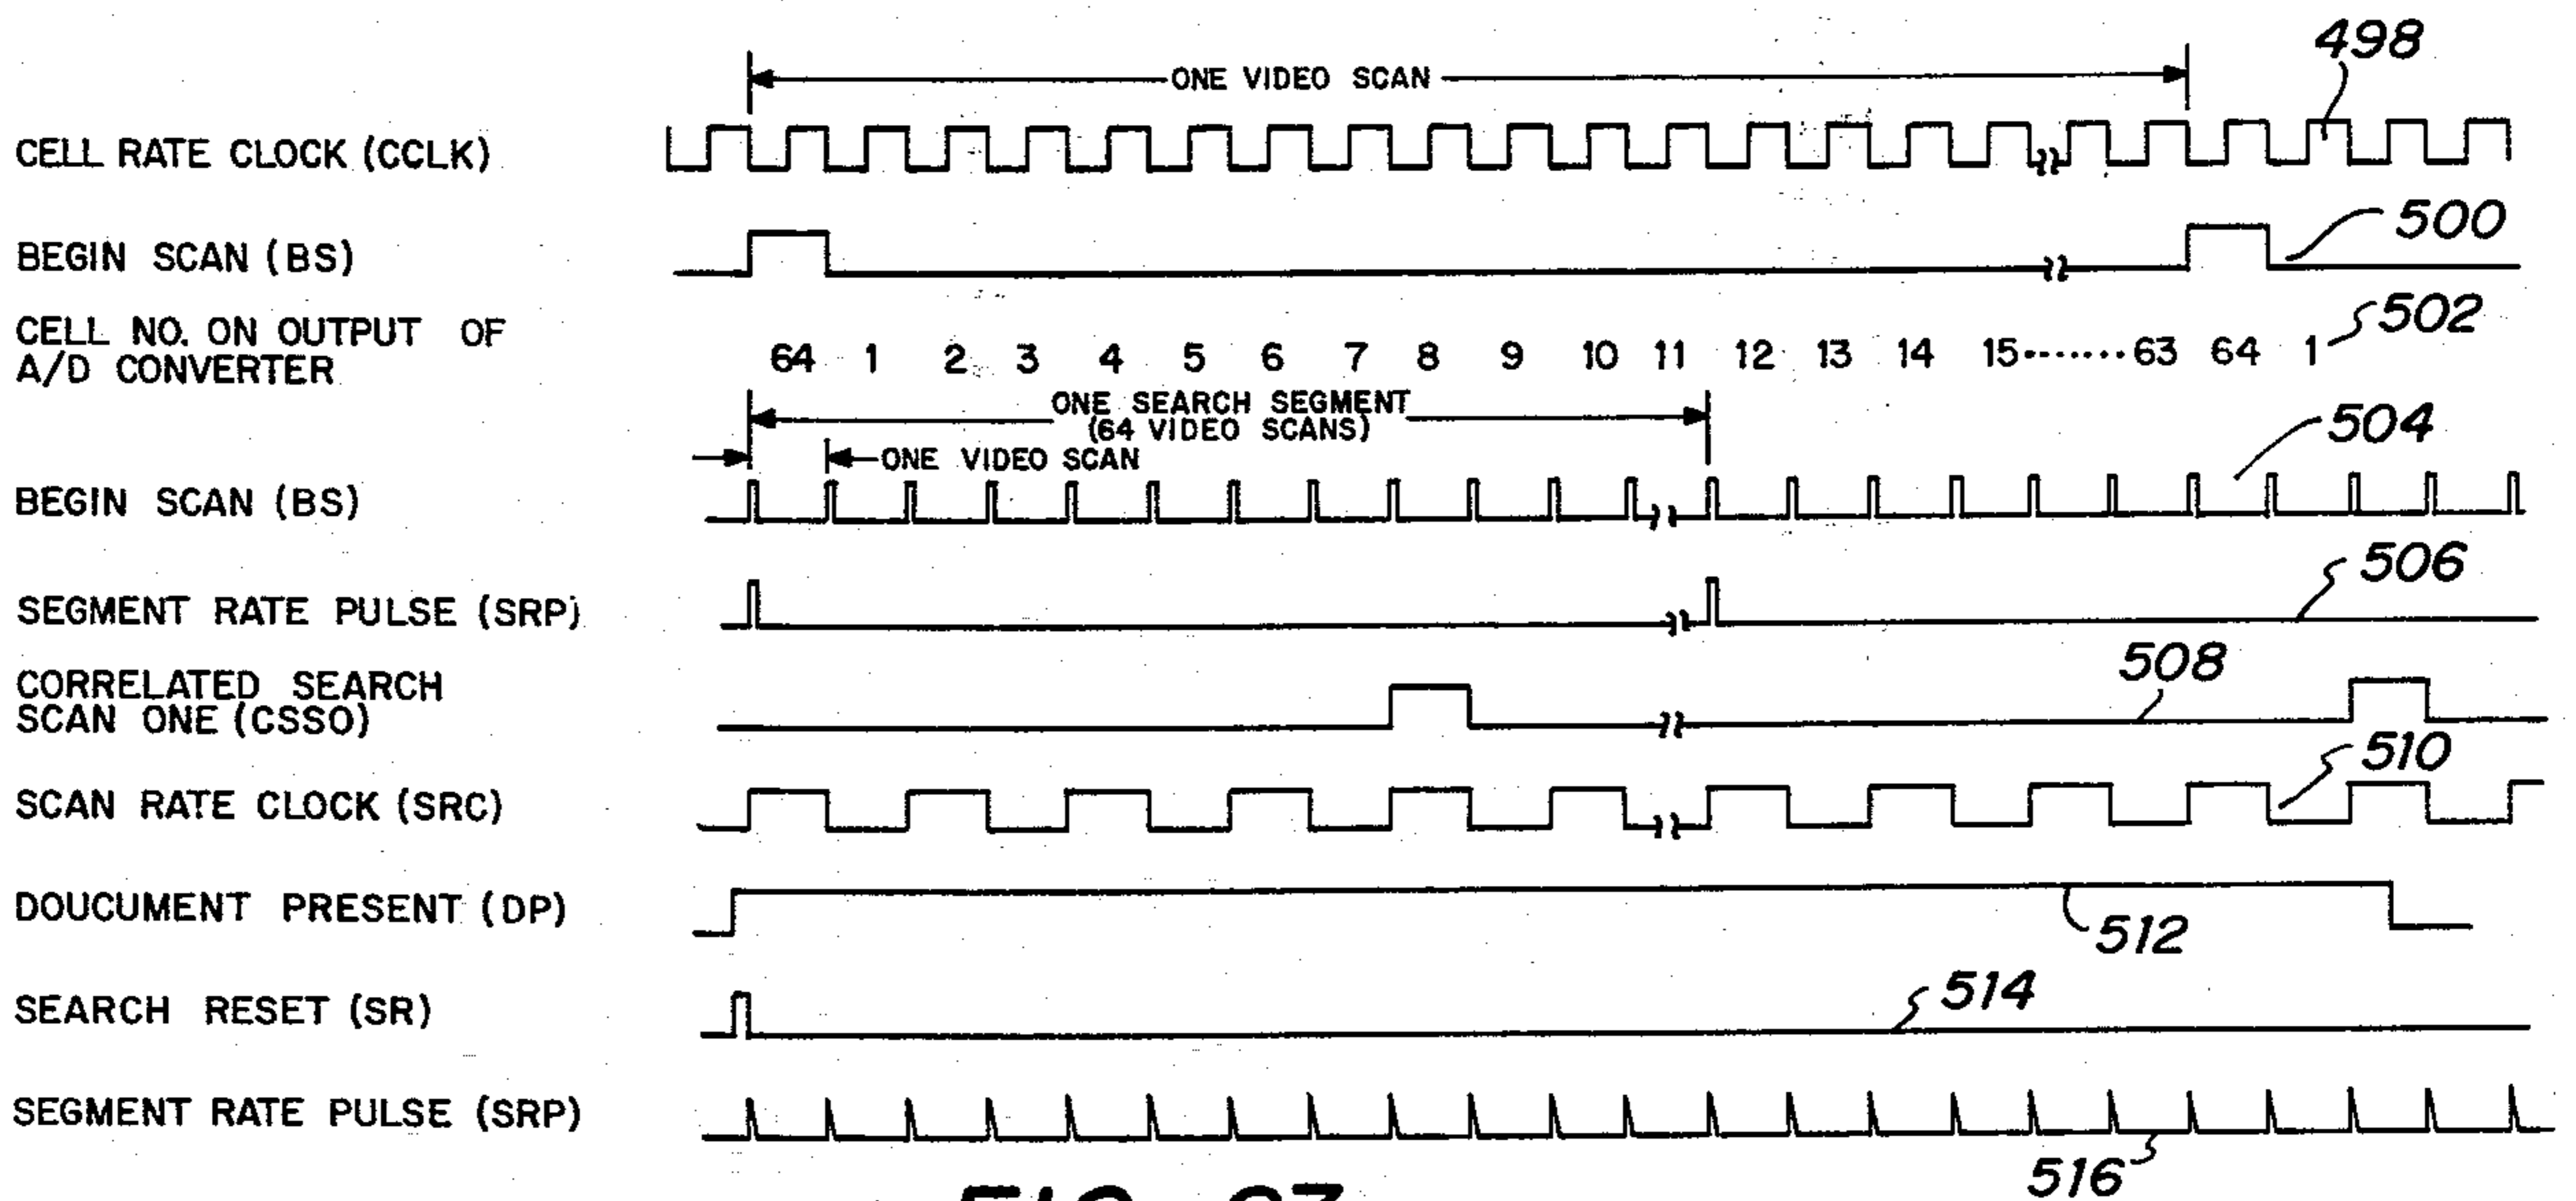 498
ONE VIDEO SCAN
CELL RATE CLOCK (CCLK)
500
BEGIN SCAN (BS)
502
CELL NO. ON OUTPUT OF
A/D CONVERTER
64 1 2 3 4 5 6 7 8 9 10 11 12 13 14 15.......63 64 1
ONE SEARCH SEGMENT
(64 VIDEO SCANS)
504
ONE VIDEO SCAN
BEGIN SCAN (BS)
506
SEGMENT RATE PULSE (SRP)
508
CORRELATED SEARCH
SCAN ONE (CSSO)
510
SCAN RATE CLOCK (SRC)
DOUCUMENT PRESENT (DP)
512
514
SEARCH RESET (SR)
SEGMENT RATE PULSE (SRP)
516